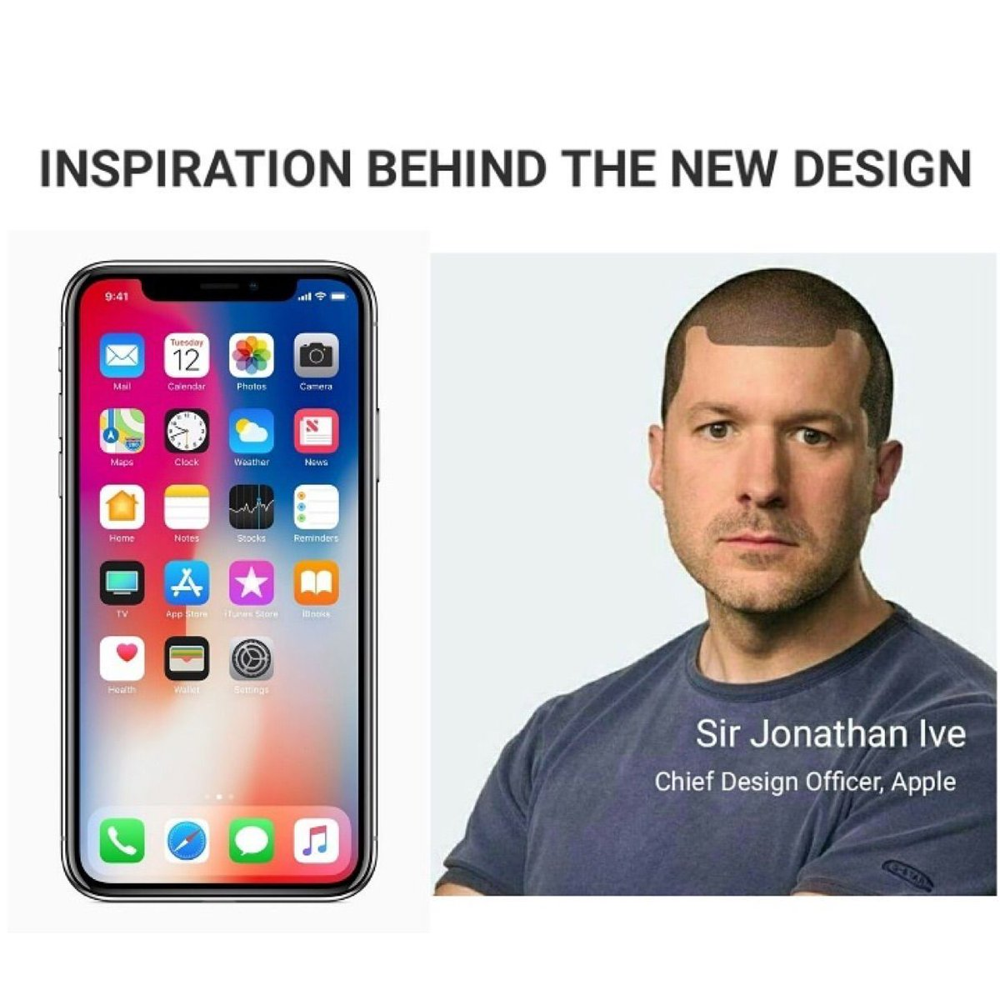 INSPIRATION BEHIND THE NEW DESIGN
9:41
Tuesday
12
Mail Calendar Photos Camera
Maps Clock Weather News
Home Notes Stocks Reminders
TV App Store iTunes Store iBooks
Health Wallet Settings
Sir Jonathan Ive
Chief Design Officer, Apple